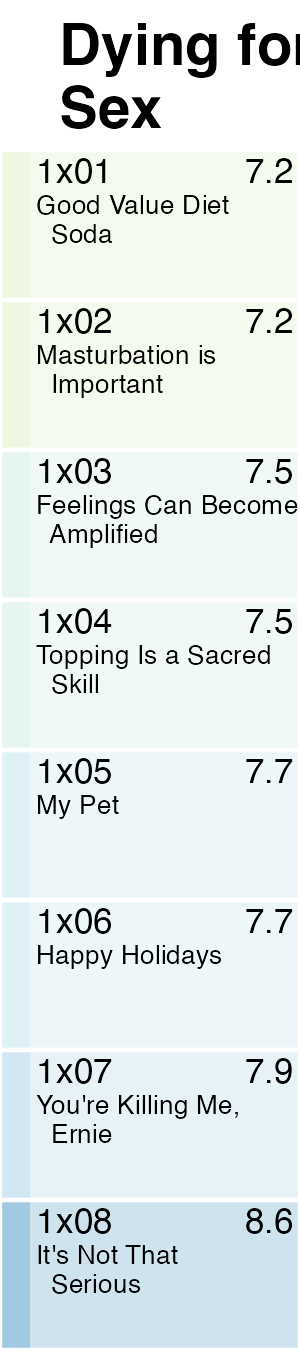 Dying for
Sex
1x01 7.2
Good Value Diet
Soda
1x02 7.2
Masturbation is
Important
1x03 7.5
Feelings Can Become
Amplified
1x04 7.5
Topping Is a Sacred
Skill
1x05 7.7
My Pet
1x06 7.7
Happy Holidays
1x07 7.9
You're Killing Me,
Ernie
1x08 8.6
It's Not That
Serious